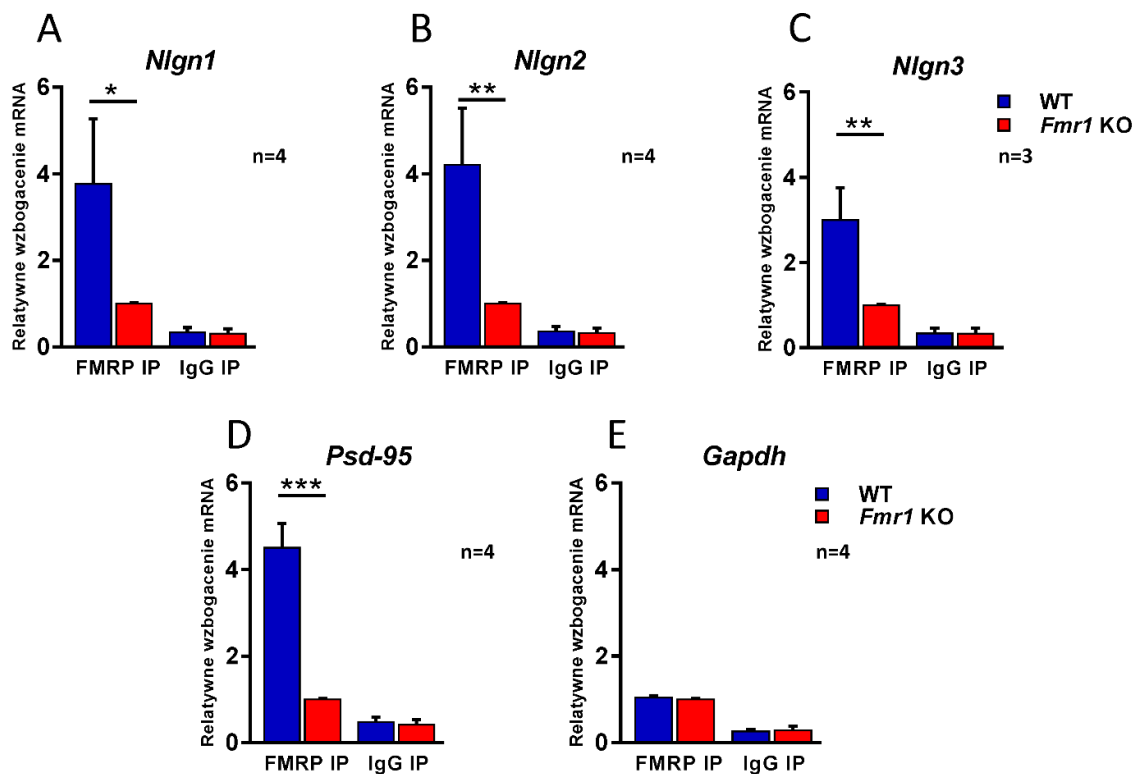 A
Nlgn1
Relatywne wzbogacenie mRNA
6
4
2
0
*
n=4
FMRP IP
IgG IP
B
Nlgn2
Relatywne wzbogacenie mRNA
6
4
2
0
**
n=4
FMRP IP
IgG IP
C
Nlgn3
Relatywne wzbogacenie mRNA
6
4
2
0
**
WT
Fmr1 KO
n=3
FMRP IP
IgG IP
D
Psd-95
Relatywne wzbogacenie mRNA
6
4
2
0
***
n=4
FMRP IP
IgG IP
E
Gapdh
Relatywne wzbogacenie mRNA
6
4
2
0
WT
Fmr1 KO
n=4
FMRP IP
IgG IP